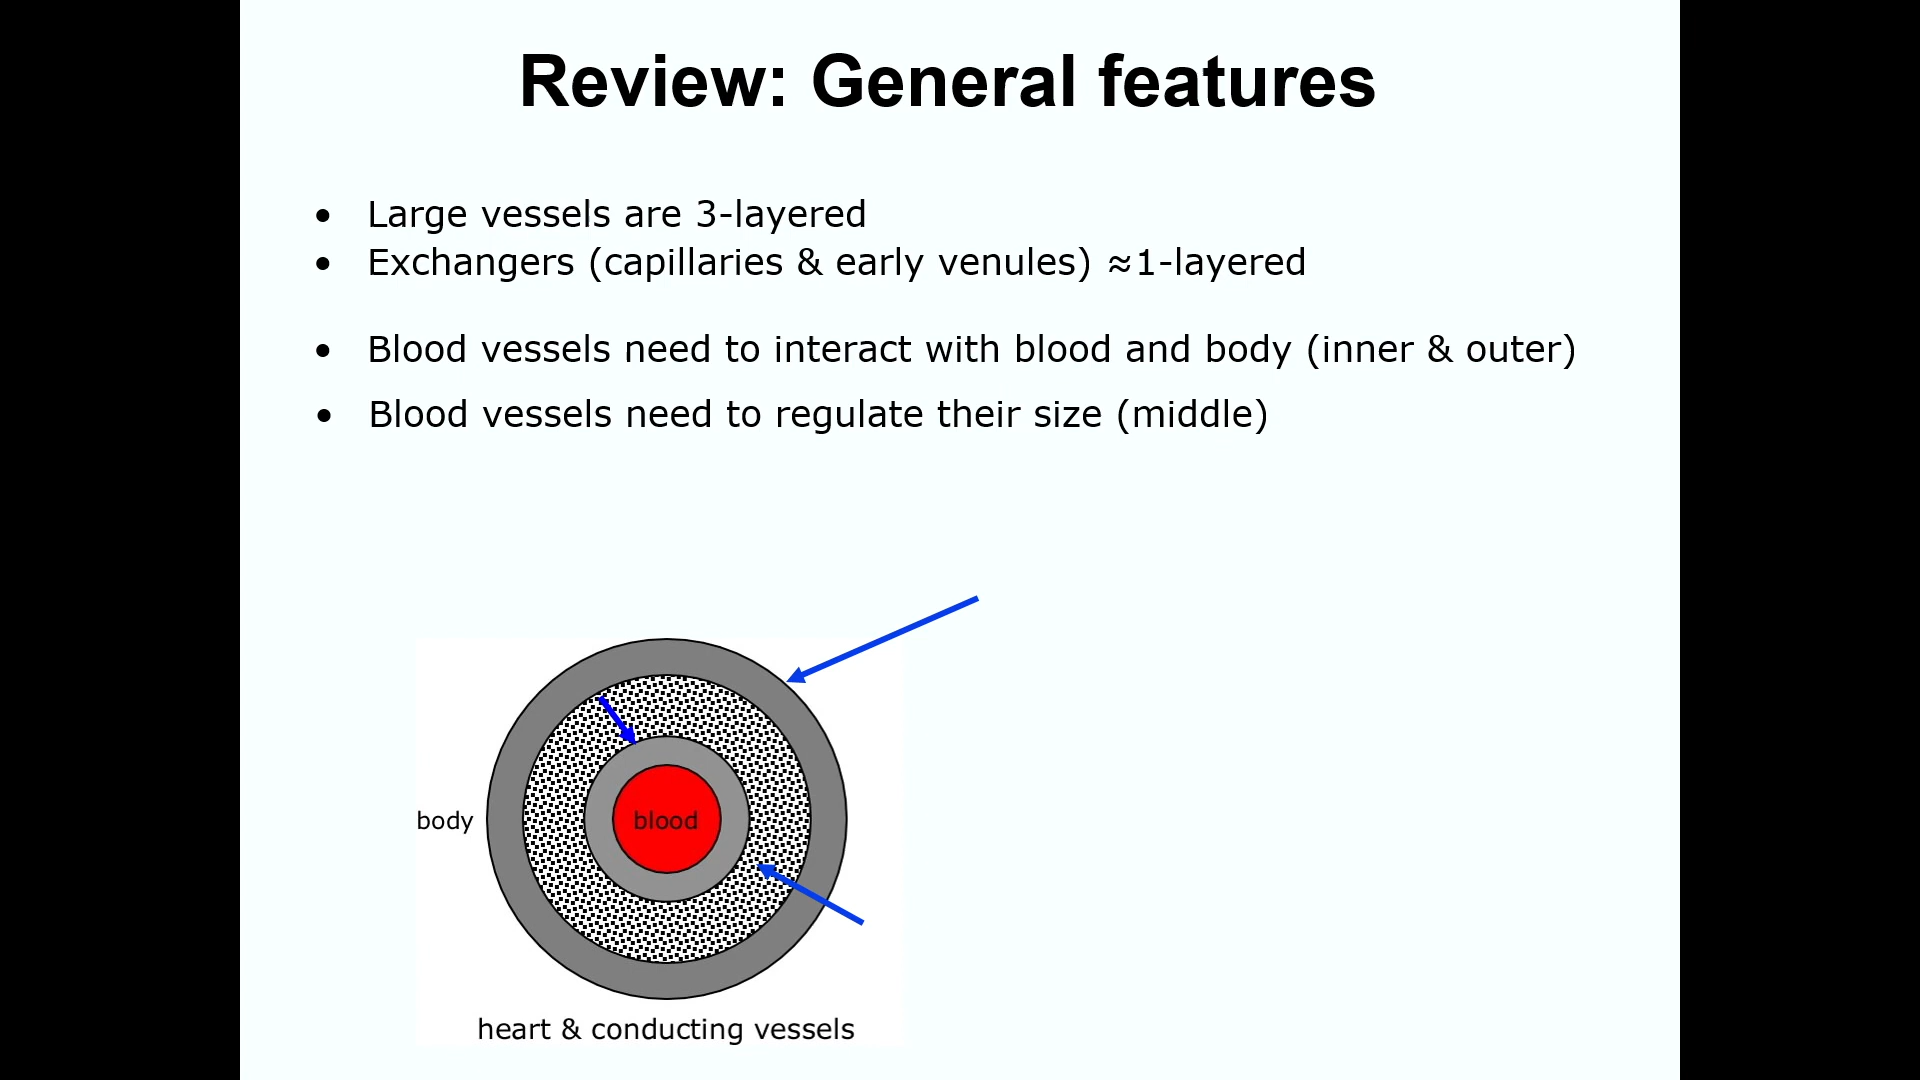 Review: General features
• Large vessels are 3-layered
• Exchangers (capillaries & early venules) ≈1-layered
• Blood vessels need to interact with blood and body (inner & outer)
• Blood vessels need to regulate their size (middle)
body
blood
heart & conducting vessels